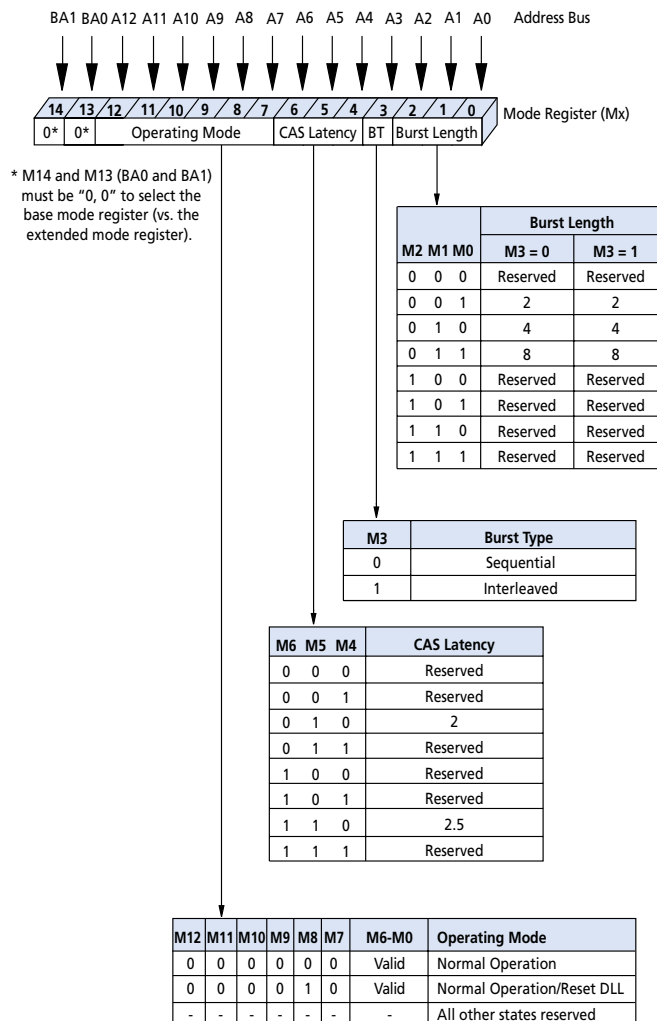 BA1 BA0 A12 A11 A10 A9 A8 A7 A6 A5 A4 A3 A2 A1 A0 Address Bus
14 13 12 11 10 9 8 7 6 5 4 3 2 1 0 Mode Register (Mx)
0* 0* Operating Mode CAS Latency BT Burst Length
* M14 and M13 (BA0 and BA1)
must be “0, 0” to select the
base mode register (vs. the
extended mode register).
Burst Length
M2 M1 M0 M3 = 0 M3 = 1
0 0 0 Reserved Reserved
0 0 1 2 2
0 1 0 4 4
0 1 1 8 8
1 0 0 Reserved Reserved
1 0 1 Reserved Reserved
1 1 0 Reserved Reserved
1 1 1 Reserved Reserved
M3 Burst Type
0 Sequential
1 Interleaved
M6 M5 M4 CAS Latency
0 0 0 Reserved
0 0 1 Reserved
0 1 0 2
0 1 1 Reserved
1 0 0 Reserved
1 0 1 Reserved
1 1 0 2.5
1 1 1 Reserved
M12 M11 M10 M9 M8 M7 M6-M0 Operating Mode
0 0 0 0 0 0 Valid Normal Operation
0 0 0 0 1 0 Valid Normal Operation/Reset DLL
- - - - - - - All other states reserved